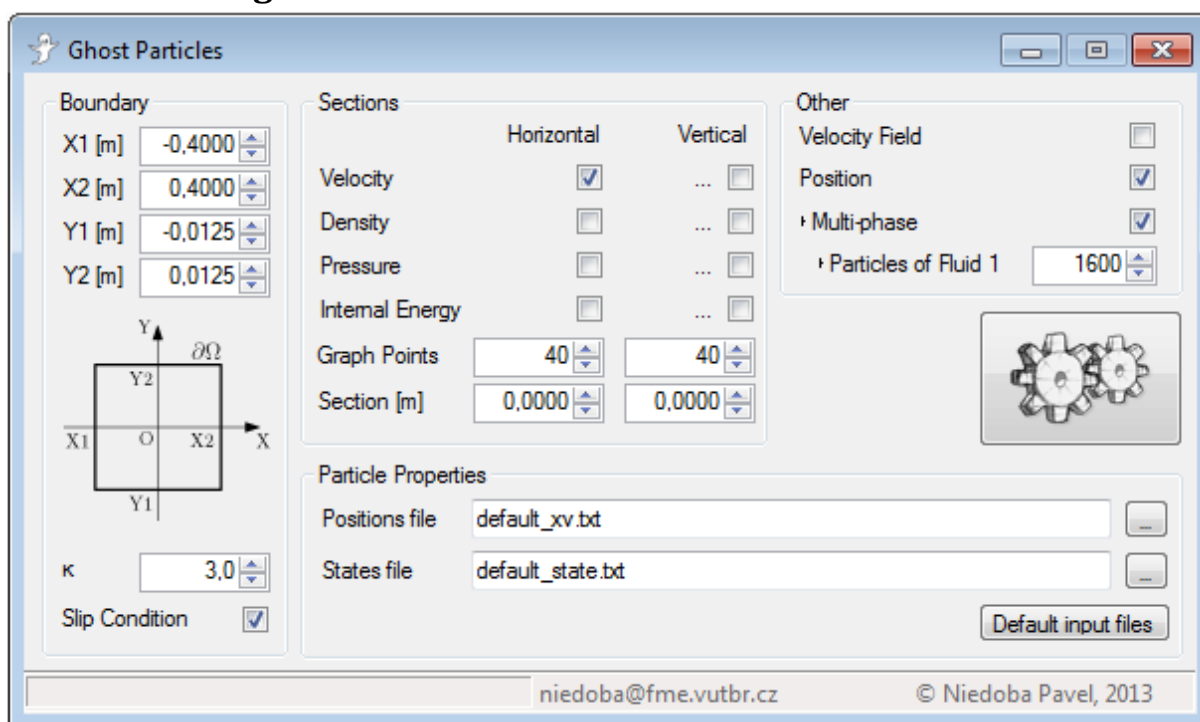 Ghost Particles
Boundary
X1 [m] -0,4000
X2 [m] 0,4000
Y1 [m] -0,0125
Y2 [m] 0,0125
Y
∂Ω
Y2
X1 O X2 X
Y1
κ 3,0
Slip Condition
Sections
Horizontal Vertical
Velocity ...
Density ...
Pressure ...
Internal Energy ...
Graph Points 40 40
Section [m] 0,0000 0,0000
Other
Velocity Field
Position
Multi-phase
Particles of Fluid 1 1600
Particle Properties
Positions file default_xv.txt ...
States file default_state.txt ...
Default input files
niedoba@fme.vutbr.cz © Niedoba Pavel, 2013